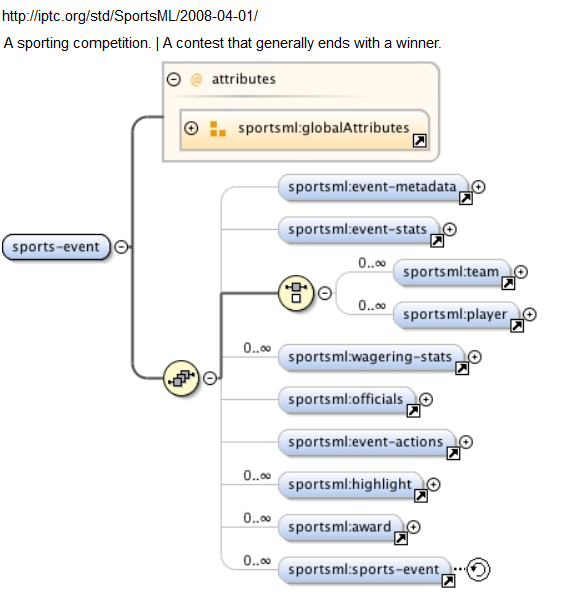 http://iptc.org/std/SportsML/2008-04-01/
A sporting competition. | A contest that generally ends with a winner.
@ attributes
sportsml:globalAttributes
sports-event
sportsml:event-metadata
sportsml:event-stats
0..∞
sportsml:team
0..∞
sportsml:player
0..∞
sportsml:wagering-stats
sportsml:officials
sportsml:event-actions
0..∞
sportsml:highlight
0..∞
sportsml:award
0..∞
sportsml:sports-event